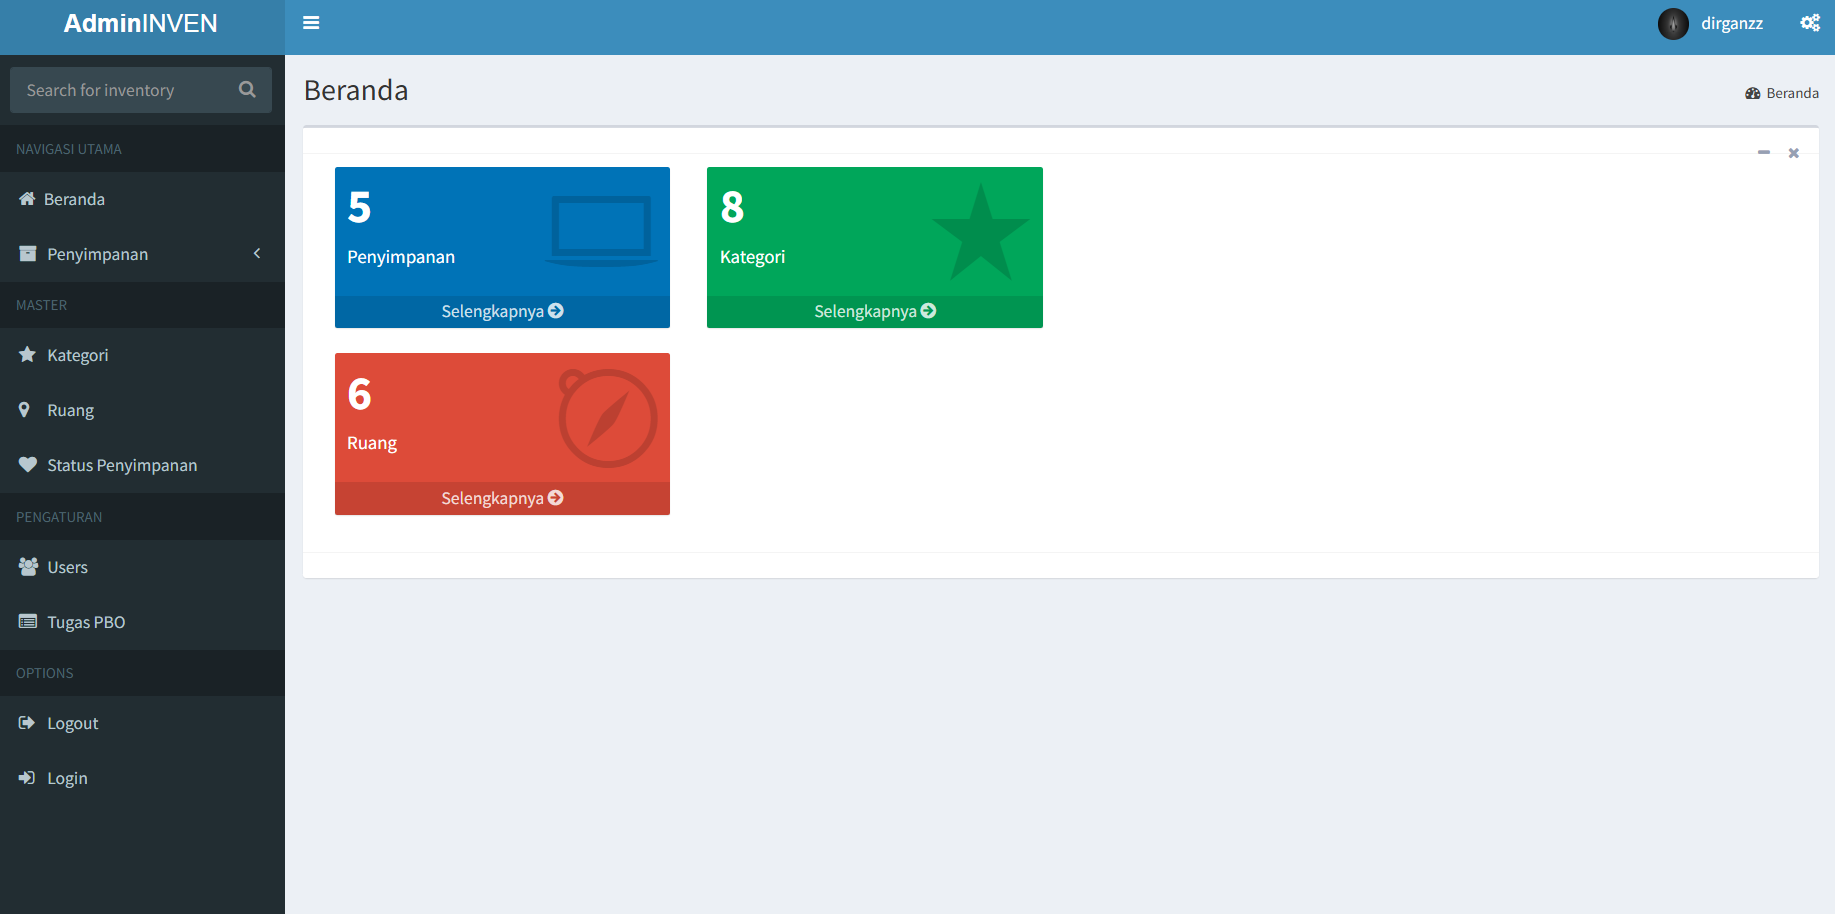 AdminINVEN
dirganzz
Search for inventory
NAVIGASI UTAMA
Beranda
Penyimpanan
MASTER
Kategori
Ruang
Status Penyimpanan
PENGATURAN
Users
Tugas PBO
OPTIONS
Logout
Login
Beranda
Beranda
5
Penyimpanan
Selengkapnya
8
Kategori
Selengkapnya
6
Ruang
Selengkapnya